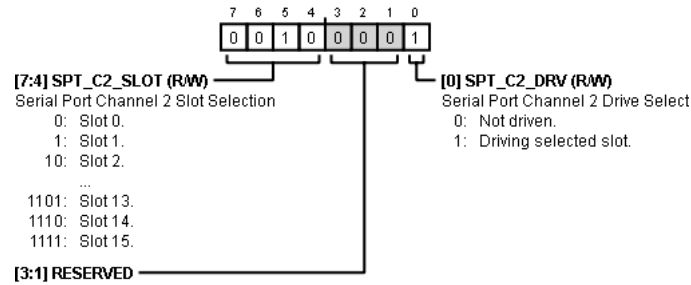 7 6 5 4 3 2 1 0
0 0 1 0 0 0 0 1
[7:4] SPT_C2_SLOT (R/W)
Serial Port Channel 2 Slot Selection
0: Slot 0.
1: Slot 1.
10: Slot 2.
...
1101: Slot 13.
1110: Slot 14.
1111: Slot 15.
[3:1] RESERVED
[0] SPT_C2_DRV (R/W)
Serial Port Channel 2 Drive Select
0: Not driven.
1: Driving selected slot.